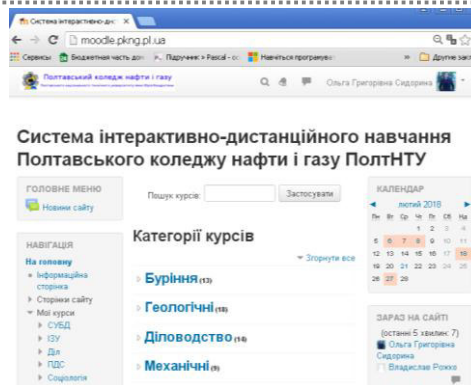 Система інтерактивно-дис
moodle.pkng.pl.ua
Сервисы Бюджетная часть дох Підручник > Pascal - ос Навчиться программу » Другие зак
Полтавський коледж нафти і газу
Ольга Григорівна Сидорина
Система інтерактивно-дистанційного навчання
Полтавського коледжу нафти і газу ПолтНТУ
ГОЛОВНЕ МЕНЮ
Новини сайту
НАВІГАЦІЯ
На головну
Інформаційна
сторінка
Сторінки сайту
Мої курси
СУБД
ІЗУ
Діл
ПДС
Соціологія
Пошук курсів:
Застосувати
Категорії курсів
Згорнути все
Буріння (13)
Геологічні (18)
Діловодство (14)
Механічні (9)
КАЛЕНДАР
лютий 2018
Пн Вт Ср Чт Пт Сб Нд
1 2 3 4
5 6 7 8 9 10 11
12 13 14 15 16 17 18
19 20 21 22 23 24 25
26 27 28
ЗАРАЗ НА САЙТІ
(останні 5 хвилин: 7)
Ольга Григорівна
Сидорина
Владислав Рожко